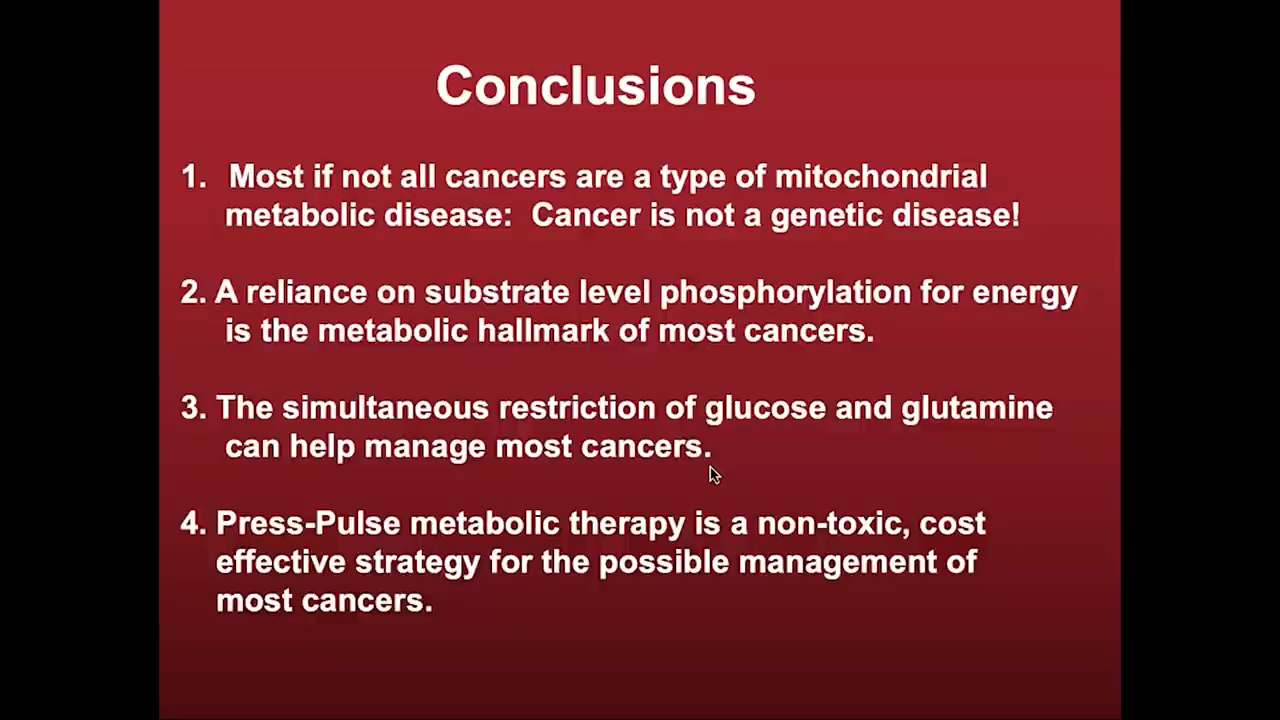 Conclusions
1. Most if not all cancers are a type of mitochondrial
metabolic disease: Cancer is not a genetic disease!
2. A reliance on substrate level phosphorylation for energy
is the metabolic hallmark of most cancers.
3. The simultaneous restriction of glucose and glutamine
can help manage most cancers.
4. Press-Pulse metabolic therapy is a non-toxic, cost
effective strategy for the possible management of
most cancers.